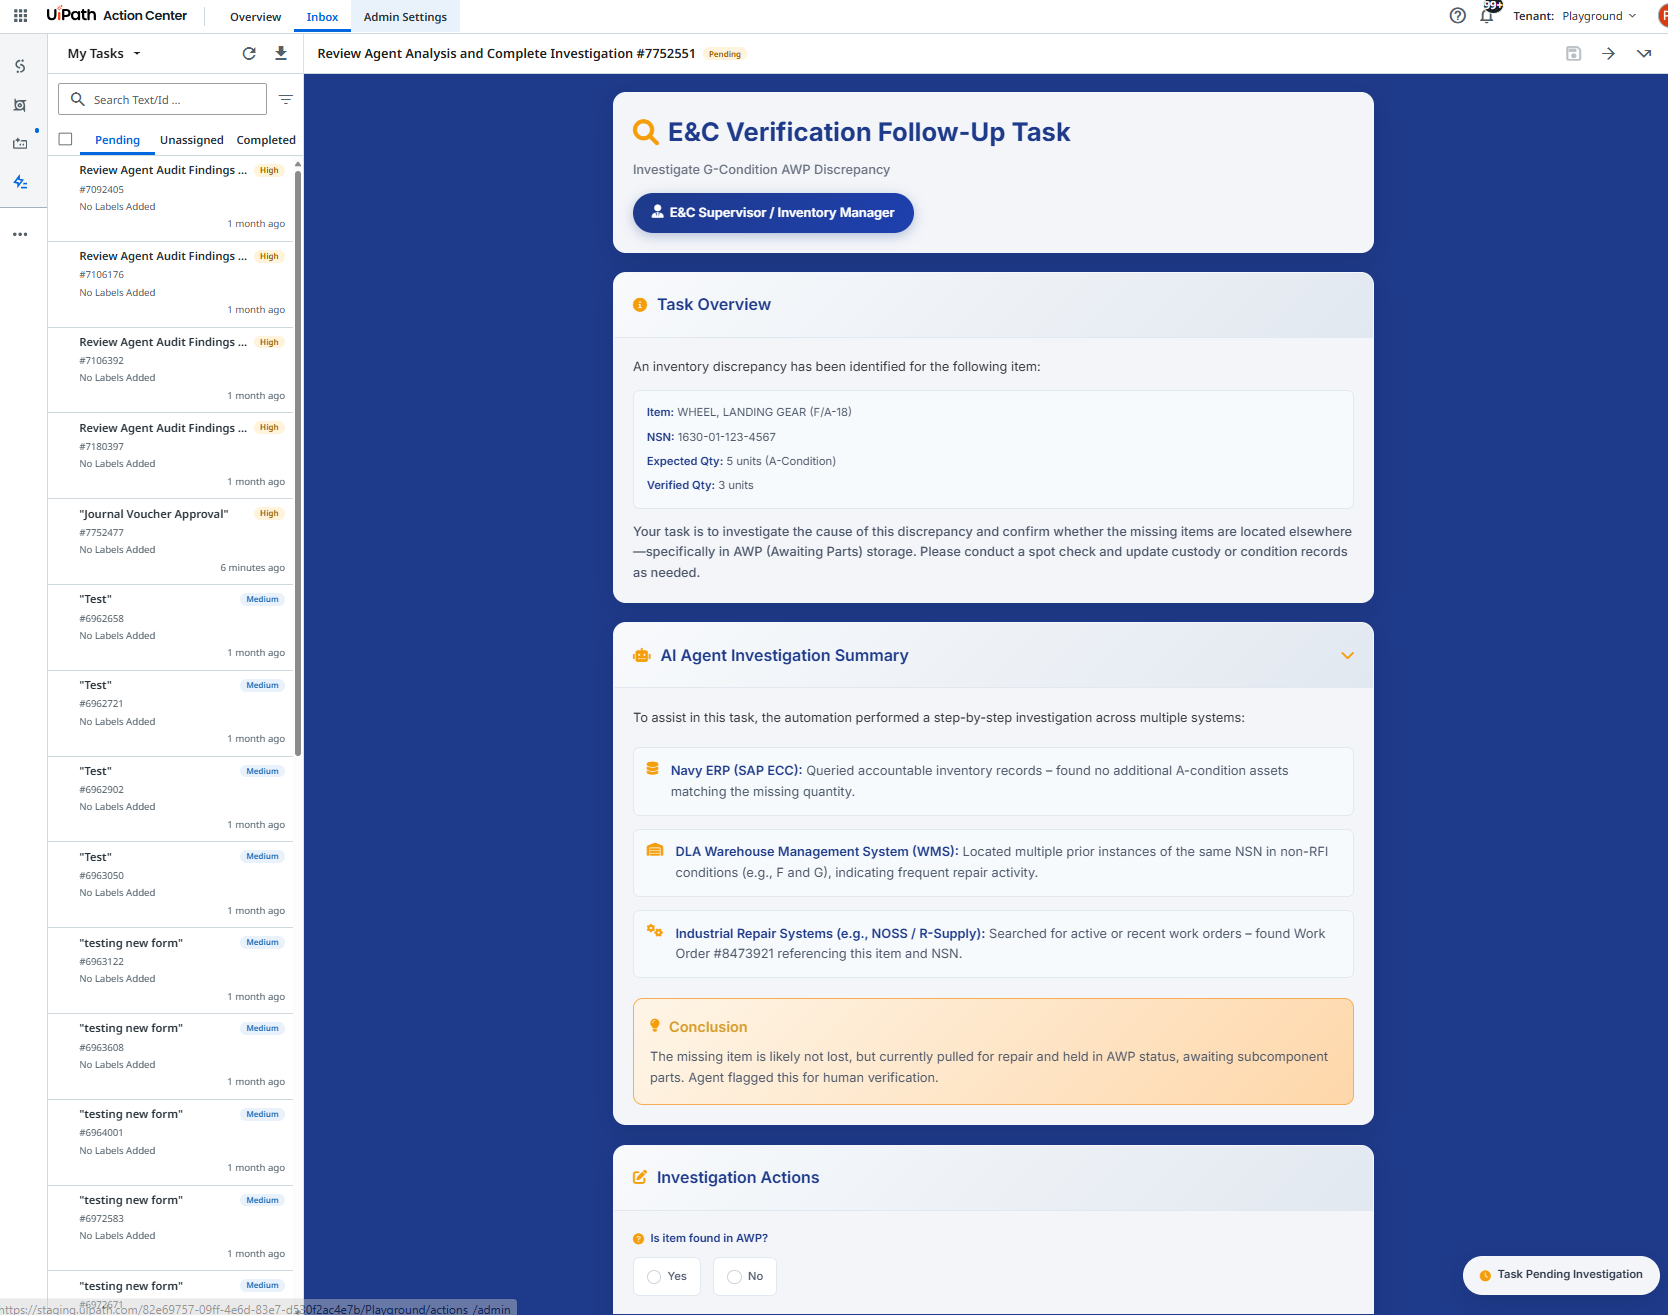 UiPath Action Center
Overview
Inbox
Admin Settings
99+
Tenant: Playground
My Tasks
Search Text/Id ...
Pending
Unassigned
Completed
Review Agent Audit Findings ...
High
#7092405
No Labels Added
1 month ago
Review Agent Audit Findings ...
High
#7106176
No Labels Added
1 month ago
Review Agent Audit Findings ...
High
#7106392
No Labels Added
1 month ago
Review Agent Audit Findings ...
High
#7180397
No Labels Added
1 month ago
"Journal Voucher Approval"
High
#7752477
No Labels Added
6 minutes ago
"Test"
Medium
#6962658
No Labels Added
1 month ago
"Test"
Medium
#6962721
No Labels Added
1 month ago
"Test"
Medium
#6962902
No Labels Added
1 month ago
"Test"
Medium
#6963050
No Labels Added
1 month ago
"testing new form"
Medium
#6963122
No Labels Added
1 month ago
"testing new form"
Medium
#6963608
No Labels Added
1 month ago
"testing new form"
Medium
#6964001
No Labels Added
1 month ago
"testing new form"
Medium
#6972583
No Labels Added
1 month ago
"testing new form"
Medium
#6972671
Review Agent Analysis and Complete Investigation #7752551
Pending
E&C Verification Follow-Up Task
Investigate G-Condition AWP Discrepancy
E&C Supervisor / Inventory Manager
Task Overview
An inventory discrepancy has been identified for the following item:
Item: WHEEL, LANDING GEAR (F/A-18)
NSN: 1630-01-123-4567
Expected Qty: 5 units (A-Condition)
Verified Qty: 3 units
Your task is to investigate the cause of this discrepancy and confirm whether the missing items are located elsewhere
—specifically in AWP (Awaiting Parts) storage. Please conduct a spot check and update custody or condition records
as needed.
AI Agent Investigation Summary
To assist in this task, the automation performed a step-by-step investigation across multiple systems:
Navy ERP (SAP ECC): Queried accountable inventory records – found no additional A-condition assets
matching the missing quantity.
DLA Warehouse Management System (WMS): Located multiple prior instances of the same NSN in non-RFI
conditions (e.g., F and G), indicating frequent repair activity.
Industrial Repair Systems (e.g., NOSS / R-Supply): Searched for active or recent work orders – found Work
Order #8473921 referencing this item and NSN.
Conclusion
The missing item is likely not lost, but currently pulled for repair and held in AWP status, awaiting subcomponent
parts. Agent flagged this for human verification.
Investigation Actions
Is item found in AWP?
Yes
No
Task Pending Investigation
https://staging.uipath.com/82e69757-09ff-4e6d-83e7-d530f2ac4e7b/Playground/actions_/admin